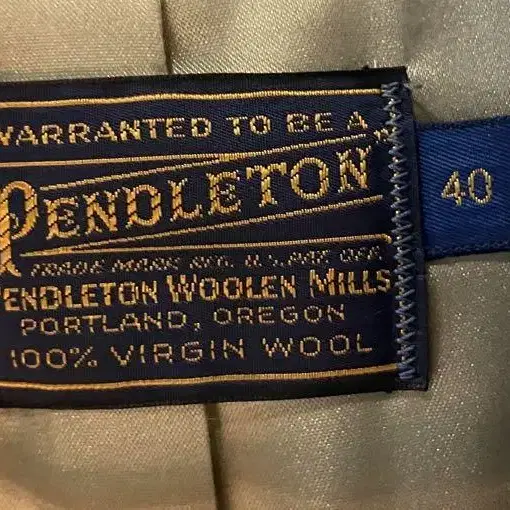 WARRANTED TO BE A
PENDLETON
TRADE MARK REG. U.S. PAT. OFF.
PENDLETON WOOLEN MILLS
PORTLAND, OREGON
100% VIRGIN WOOL
40